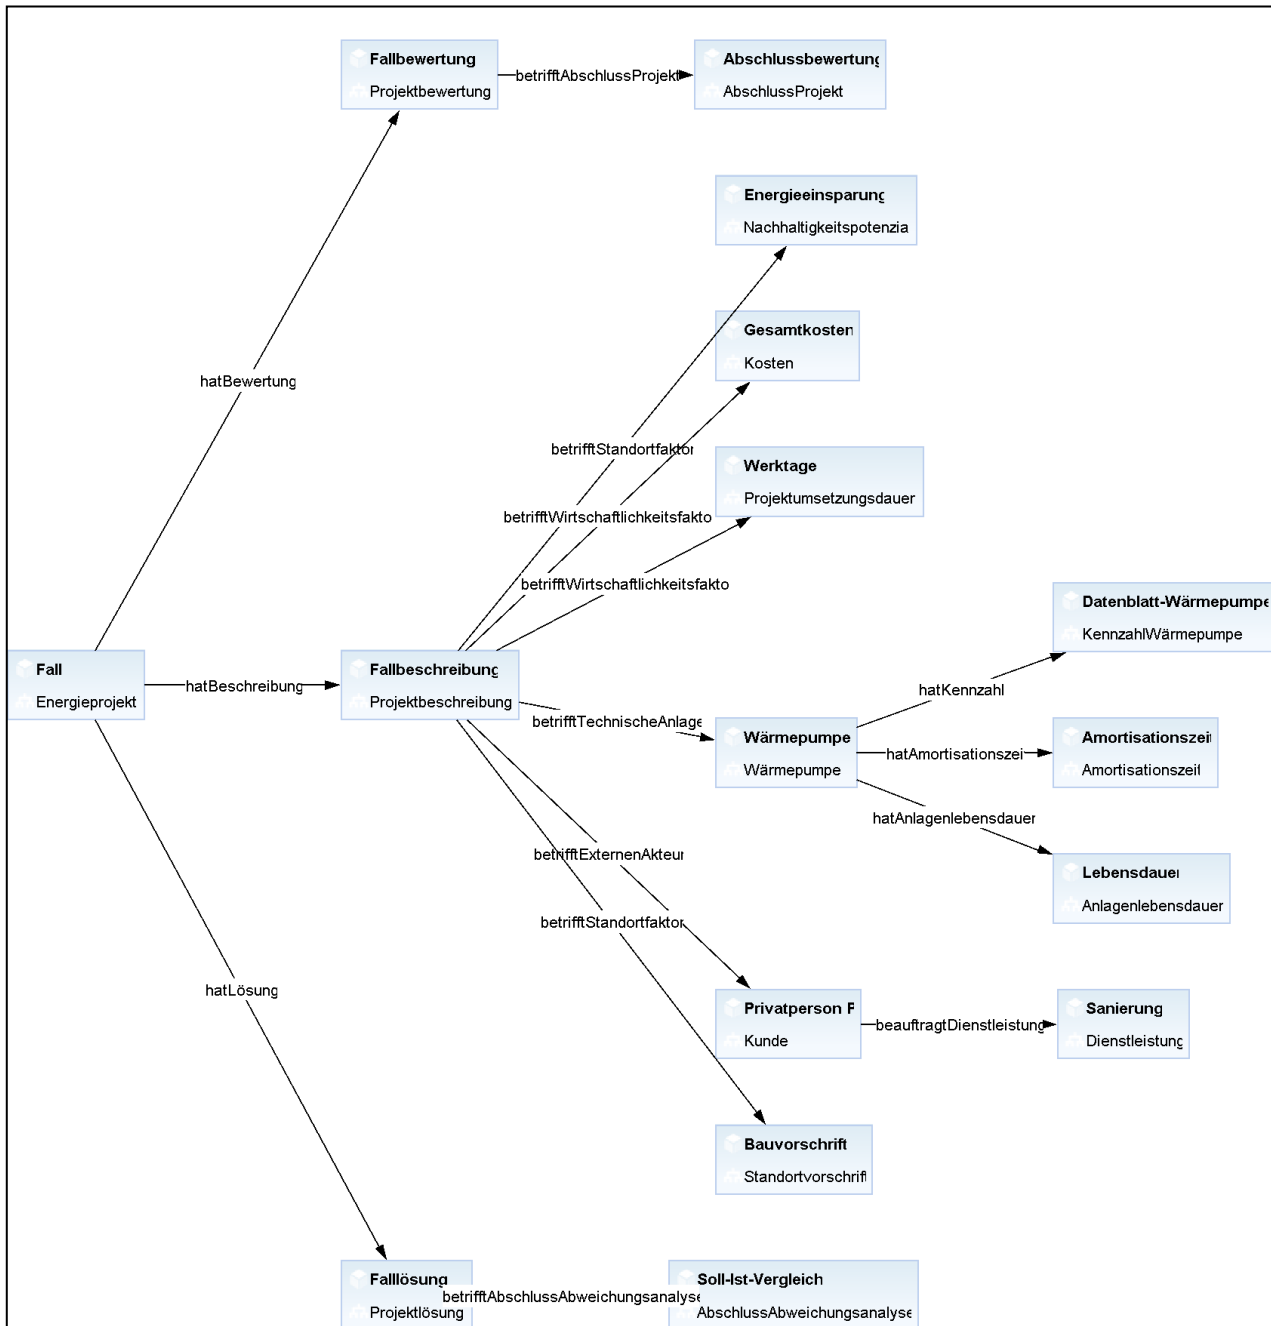 Fallbewertung
Projektbewertung
betrifftAbschlussProjekt
Abschlussbewertung
AbschlussProjekt
Energieeinsparung
Nachhaltigkeitspotenzia
Gesamtkosten
Kosten
hatBewertung
betrifftStandortfaktor
Werktage
Projektumsetzungsdauer
betrifftWirtschaftlichkeitsfakto
betrifftWirtschaftlichkeitsfakto
Datenblatt-Wärmepumpe
KennzahlWärmepumpe
Fall
Energieprojekt
hatBeschreibung
Fallbeschreibung
Projektbeschreibung
hatKennzahl
betrifftTechnischeAnlage
Wärmepumpe
Wärmepumpe
hatAmortisationszei
Amortisationszeit
Amortisationszeit
hatAnlagenlebensdauer
betrifftExternenAkteur
Lebensdauer
Anlagenlebensdauer
betrifftStandortfaktor
hatLösung
Privatperson F
Kunde
beauftragtDienstleistung
Sanierung
Dienstleistung
Bauvorschrift
Standortvorschrift
Falllösung
Projektlösung
betrifftAbschlussAbweichungsanalyse
Soll-Ist-Vergleich
AbschlussAbweichungsanalyse